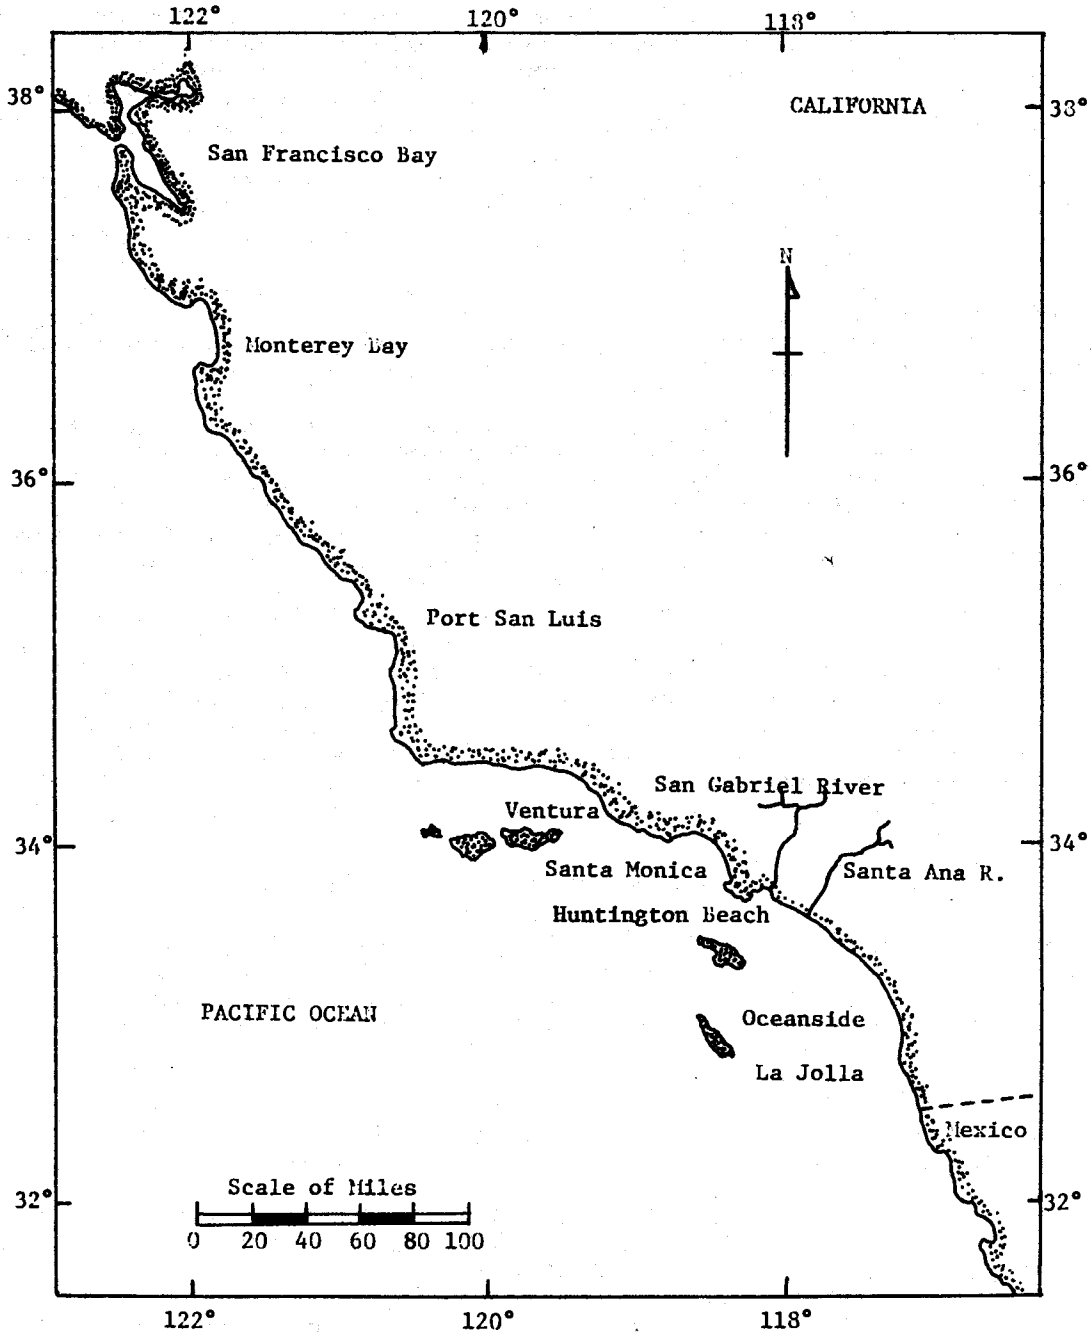 122°
120°
118°
38°
CALIFORNIA
38°
San Francisco Bay
N
Monterey Bay
36°
36°
Port San Luis
San Gabriel River
Ventura
34°
34°
Santa Monica
Santa Ana R.
Huntington Beach
PACIFIC OCEAN
Oceanside
La Jolla
Mexico
Scale of Miles
32°
32°
0 20 40 60 80 100
122°
120°
118°